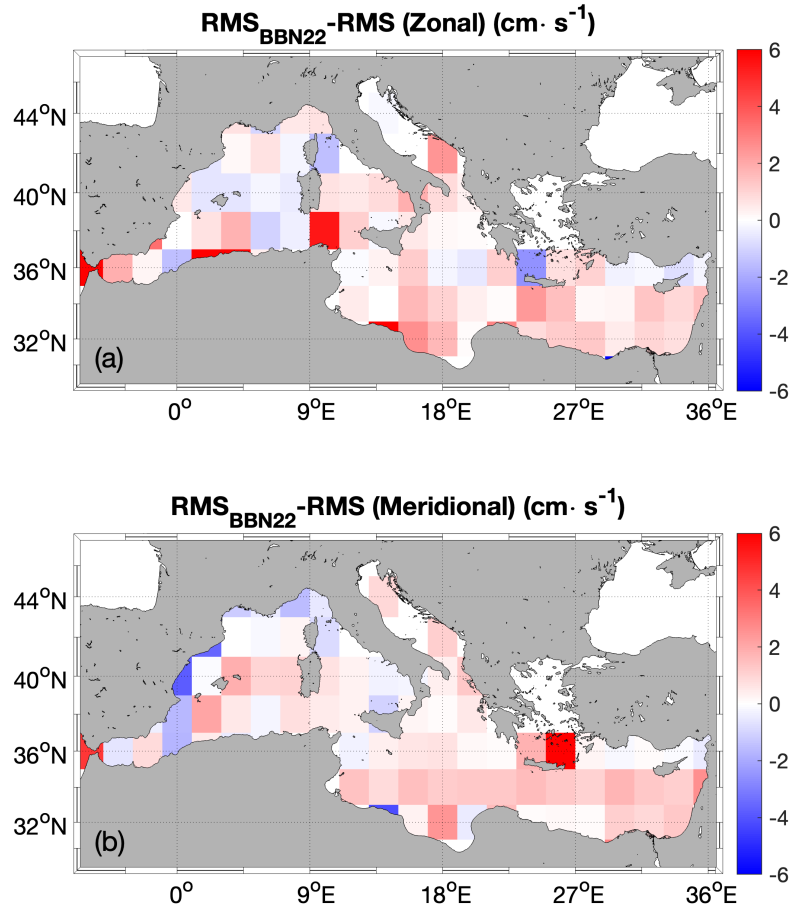 RMS_BBN22-RMS (Zonal) (cm· s⁻¹)
44°N
40°N
36°N
32°N
(a)
0° 9°E 18°E 27°E 36°E
6
4
2
0
-2
-4
-6
RMS_BBN22-RMS (Meridional) (cm· s⁻¹)
44°N
40°N
36°N
32°N
(b)
0° 9°E 18°E 27°E 36°E
6
4
2
0
-2
-4
-6